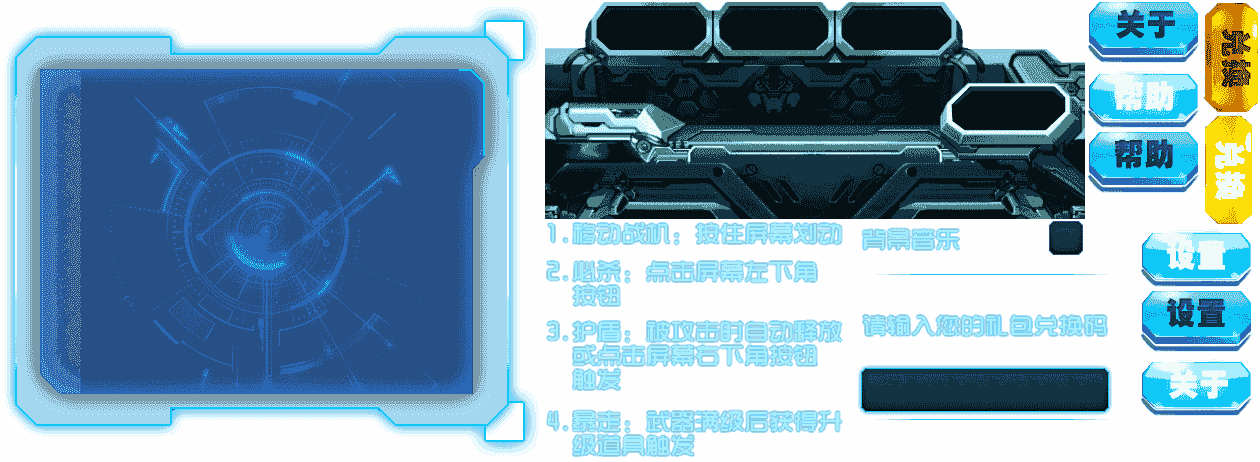 1.移动战机：按住屏幕划动
2.必杀：点击屏幕左下角
按钮
3.护盾：被攻击时自动释放
或点击屏幕右下角按钮
触发
4.暴走：武器满级后获得升
级道具触发
背景音乐
请输入您的礼包兑换码
关于
帮助
帮助
兑换
兑换
设置
设置
关于